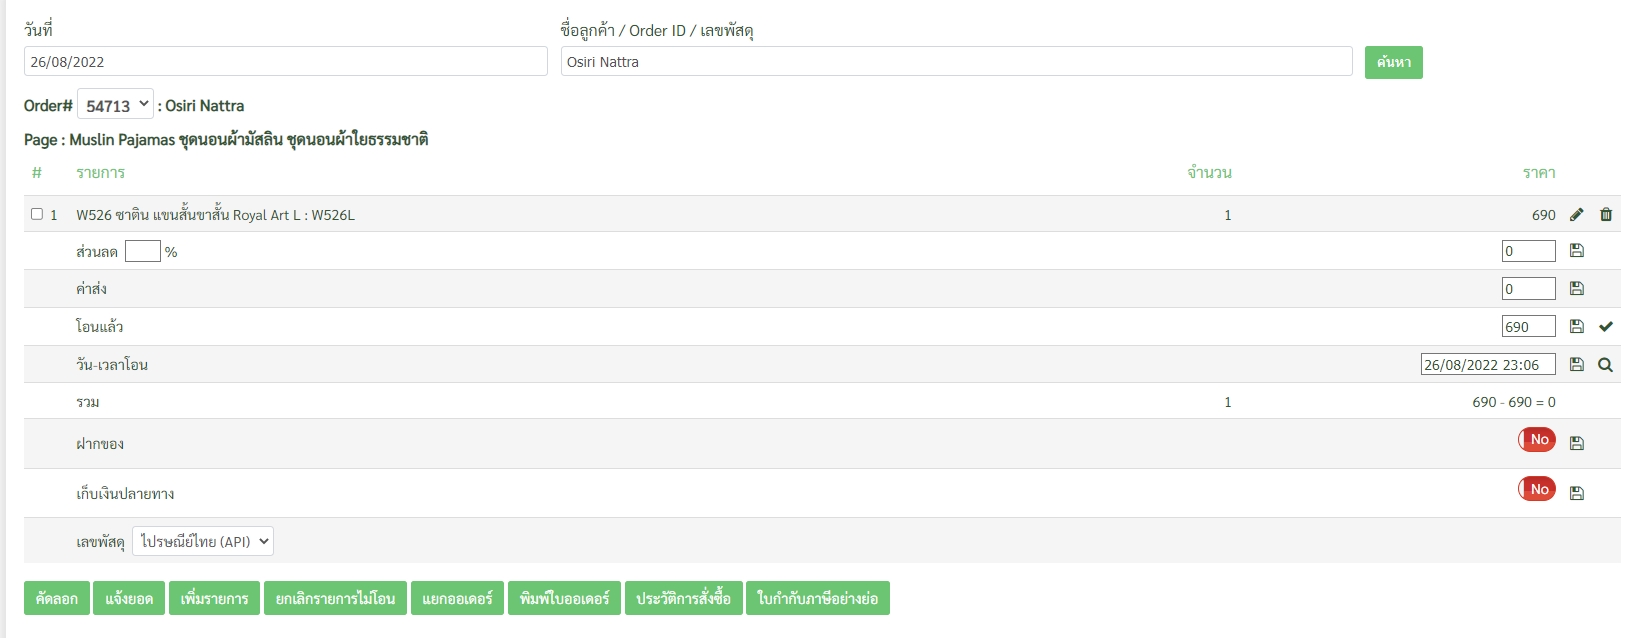 วันที่ ชื่อลูกค้า / Order ID / เลขพัสดุ
26/08/2022 Osiri Nattra ค้นหา
Order# 54713 : Osiri Nattra
Page : Muslin Pajamas ชุดนอนผ้ามัสลิน ชุดนอนผ้าใยธรรมชาติ
# รายการ จำนวน ราคา
1 W526 ซาติน แขนสั้นขาสั้น Royal Art L : W526L 1 690
ส่วนลด % 0
ค่าส่ง 0
โอนแล้ว 690
วัน-เวลาโอน 26/08/2022 23:06
รวม 1 690 - 690 = 0
ฝากของ No
เก็บเงินปลายทาง No
เลขพัสดุ ไปรษณีย์ไทย (API)
คัดลอก แจ้งยอด เพิ่มรายการ ยกเลิกรายการไม่โอน แยกออเดอร์ พิมพ์ใบออเดอร์ ประวัติการสั่งซื้อ ใบกำกับภาษีอย่างย่อ